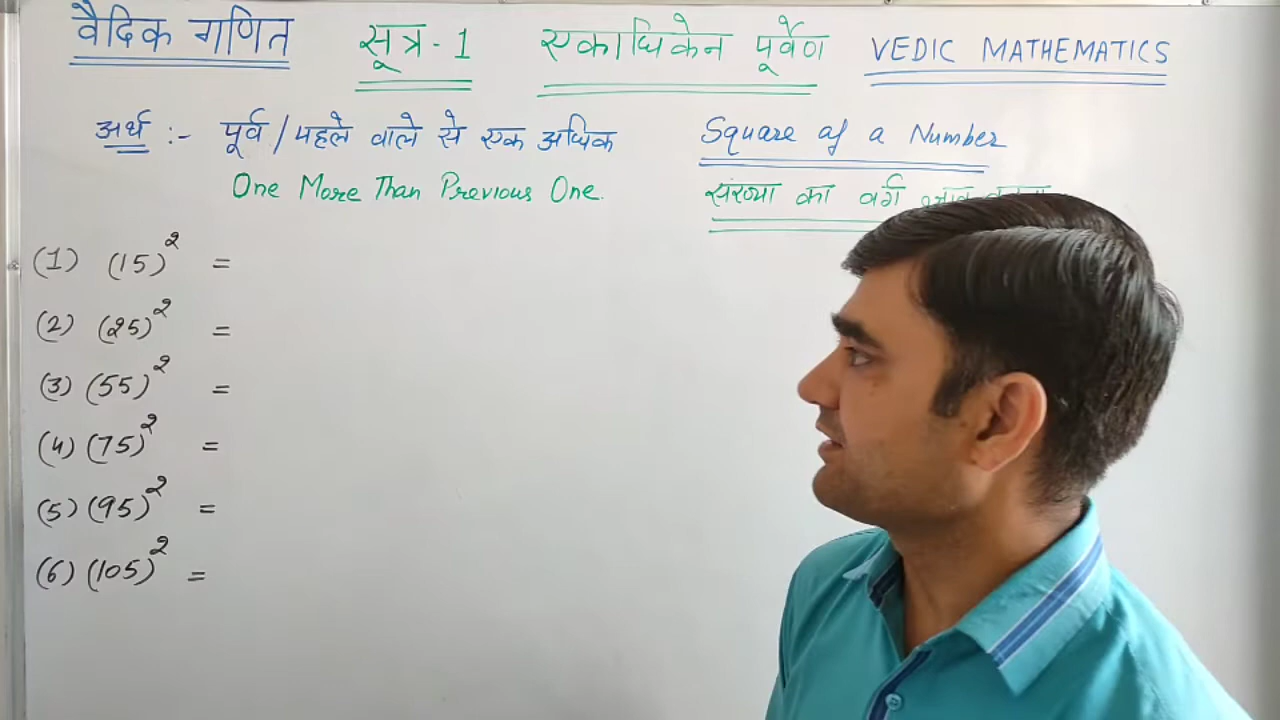 वैदिक गणित सूत्र - 1 एकाधिकेन पूर्वेण VEDIC MATHEMATICS
अर्थ :- पूर्व / पहले वाले से एक अधिक
One More Than Previous One.
Square of a Number
संख्या का वर्ग
(1) (15)² =
(2) (25)² =
(3) (55)² =
(4) (75)² =
(5) (95)² =
(6) (105)² =